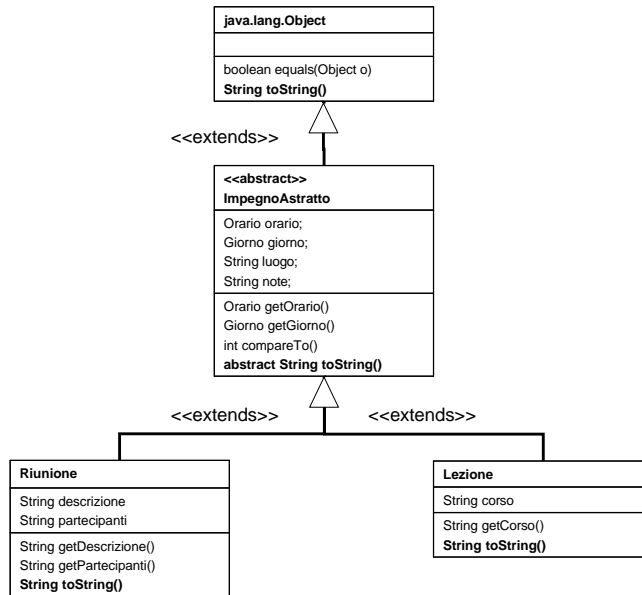 java.lang.Object
boolean equals(Object o)
String toString()
<<extends>>
<<abstract>>
ImpegnoAstratto
Orario orario;
Giorno giorno;
String luogo;
String note;
Orario getOrario()
Giorno getGiorno()
int compareTo()
abstract String toString()
<<extends>>
<<extends>>
Riunione
String descrizione
String partecipanti
String getDescrizione()
String getPartecipanti()
String toString()
Lezione
String corso
String getCorso()
String toString()